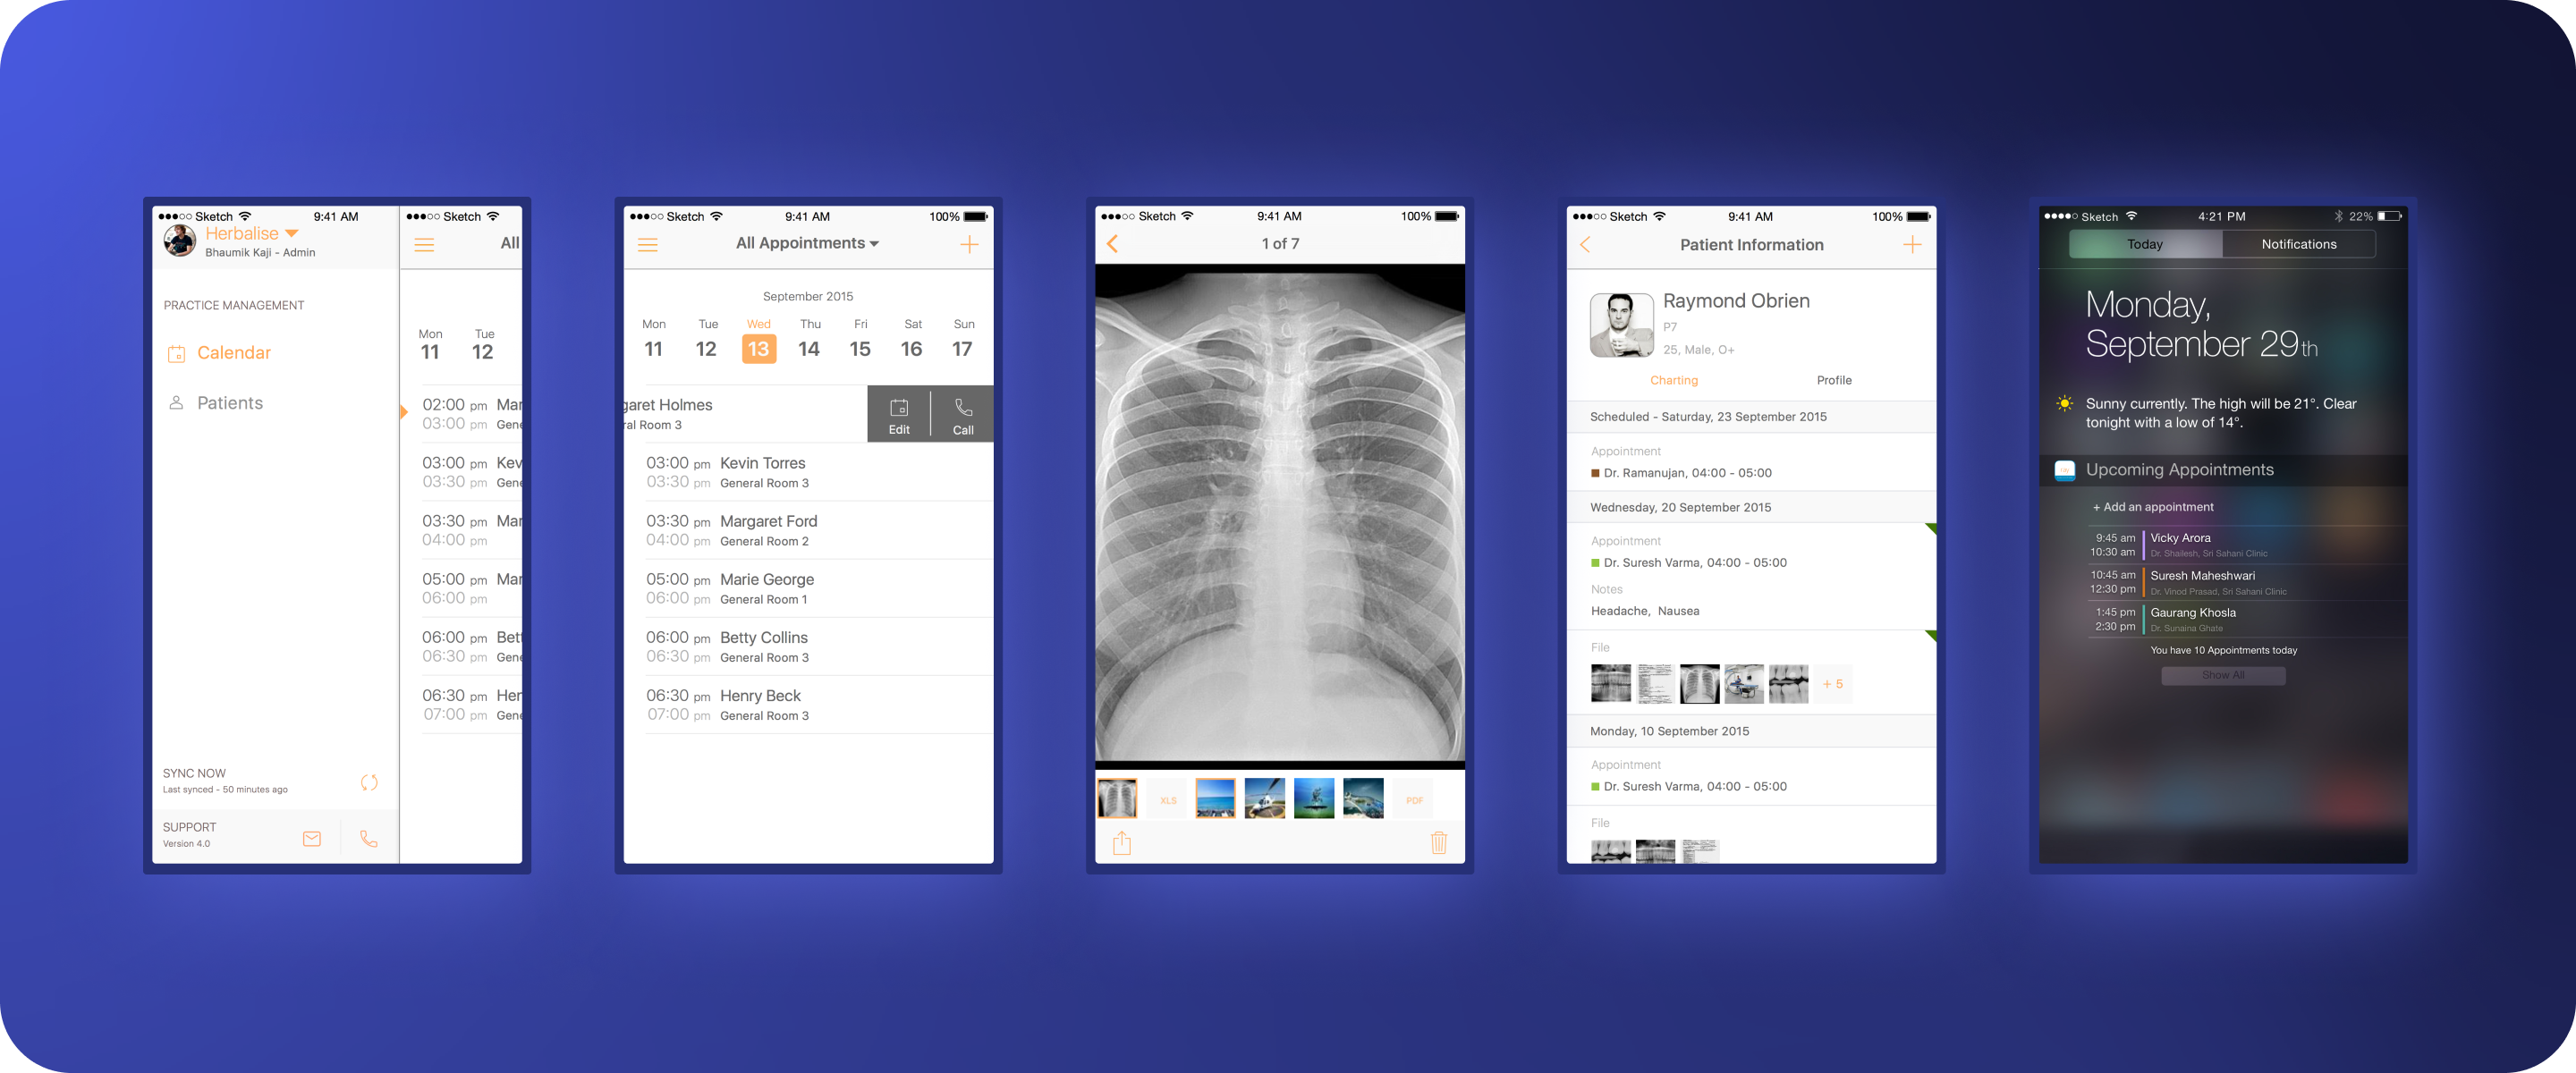 Sketch 9:41 AM
Herbalise
Bhaumik Kaji - Admin
PRACTICE MANAGEMENT
Calendar
Patients
SYNC NOW
Last synced - 50 minutes ago
SUPPORT
Version 4.0
Sketch
All
Mon Tue
11 12
02:00 pm Mar
03:00 pm Gene
03:00 pm Kev
03:30 pm Gene
03:30 pm Mar
04:00 pm
05:00 pm Mar
06:00 pm
06:00 pm Bet
06:30 pm Gene
06:30 pm Her
07:00 pm Gene
Sketch 9:41 AM 100%
All Appointments
September 2015
Mon Tue Wed Thu Fri Sat Sun
11 12 13 14 15 16 17
garet Holmes
ral Room 3
Edit Call
03:00 pm Kevin Torres
03:30 pm General Room 3
03:30 pm Margaret Ford
04:00 pm General Room 2
05:00 pm Marie George
06:00 pm General Room 1
06:00 pm Betty Collins
06:30 pm General Room 3
06:30 pm Henry Beck
07:00 pm General Room 3
Sketch 9:41 AM 100%
1 of 7
XLS
PDF
Sketch 9:41 AM 100%
Patient Information
Raymond Obrien
P7
25, Male, O+
Charting Profile
Scheduled - Saturday, 23 September 2015
Appointment
Dr. Ramanujan, 04:00 - 05:00
Wednesday, 20 September 2015
Appointment
Dr. Suresh Varma, 04:00 - 05:00
Notes
Headache, Nausea
File
+ 5
Monday, 10 September 2015
Appointment
Dr. Suresh Varma, 04:00 - 05:00
File
Sketch 4:21 PM 22%
Today Notifications
Monday,
September 29th
Sunny currently. The high will be 21°. Clear
tonight with a low of 14°.
Upcoming Appointments
+ Add an appointment
9:45 am Vicky Arora
10:30 am Dr. Shailesh, Sri Sahani Clinic
10:45 am Suresh Maheshwari
12:30 pm Dr. Vinod Prasad, Sri Sahani Clinic
1:45 pm Gaurang Khosla
2:30 pm Dr. Sunaina Ghate
You have 10 Appointments today
Show All